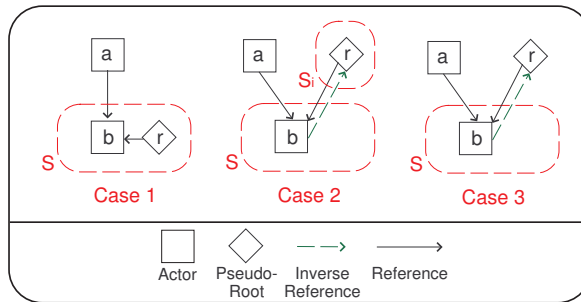 a a r a r
Si
b r b b
S S S
Case 1 Case 2 Case 3
Actor Pseudo-Root Inverse Reference Reference